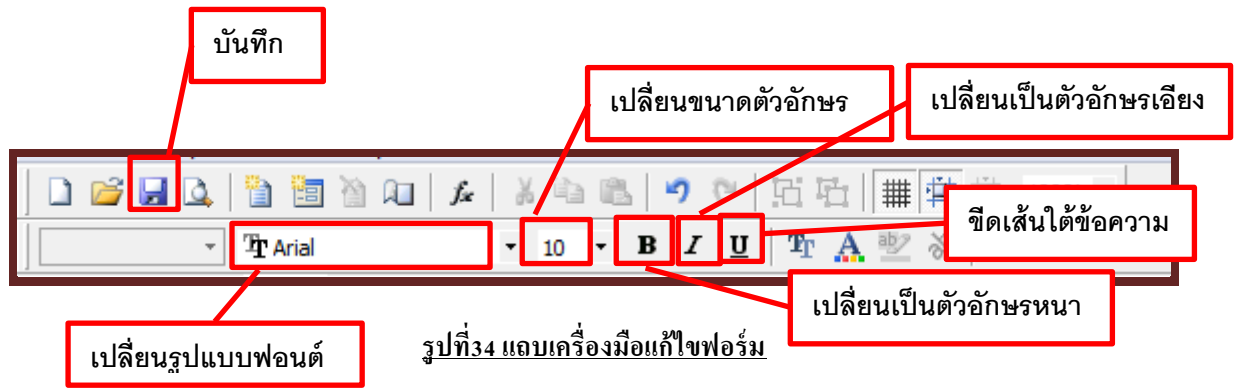 บันทึก
เปลี่ยนขนาดตัวอักษร
เปลี่ยนเป็นตัวอักษรเอียง
fx
ขีดเส้นใต้ข้อความ
Arial
10
B I U
เปลี่ยนเป็นตัวอักษรหนา
เปลี่ยนรูปแบบฟอนต์
รูปที่34 แถบเครื่องมือแก้ไขฟอร์ม